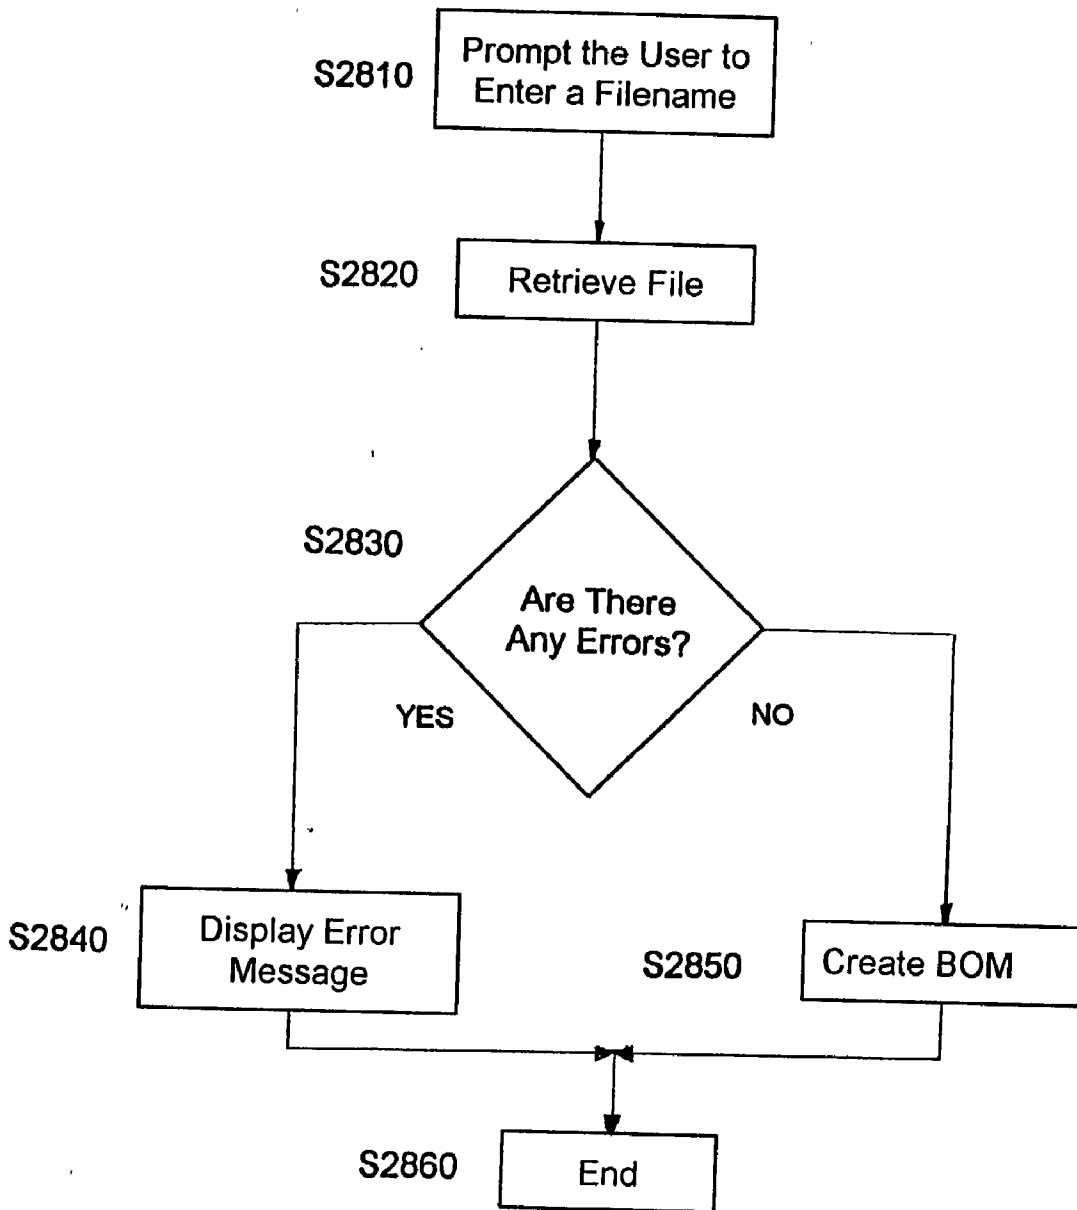 S2810
Prompt the User to
Enter a Filename
S2820
Retrieve File
S2830
Are There
Any Errors?
YES
NO
S2840
Display Error
Message
S2850
Create BOM
S2860
End